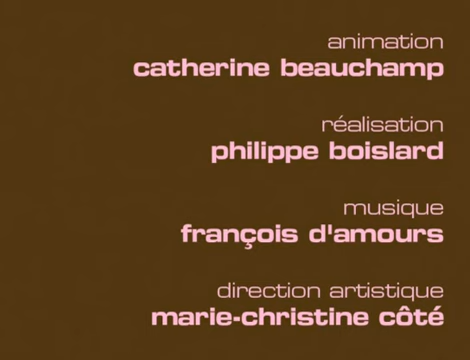 animation
catherine beauchamp
réalisation
philippe boislard
musique
françois d'amours
direction artistique
marie-christine côté